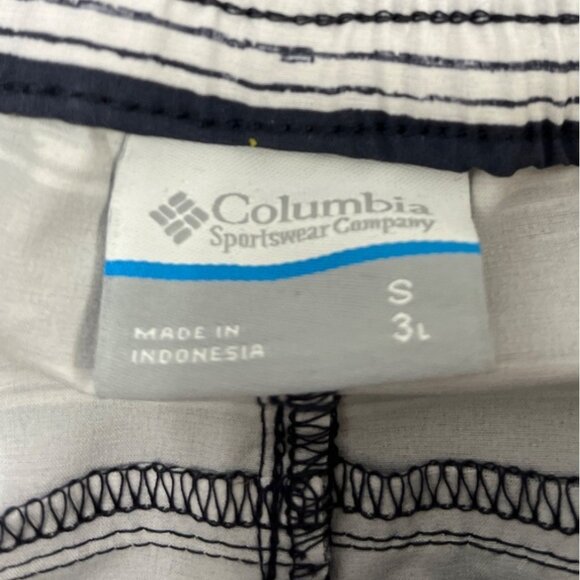 Columbia
Sportswear Company
S
3L
MADE IN
INDONESIA